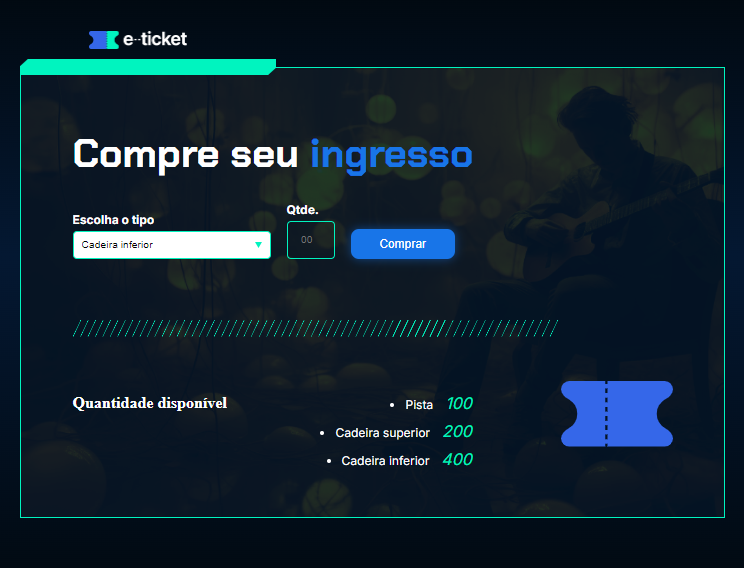 e--ticket
Compre seu ingresso
Escolha o tipo
Qtde.
Cadeira inferior
00
Comprar
Quantidade disponível
Pista 100
Cadeira superior 200
Cadeira inferior 400